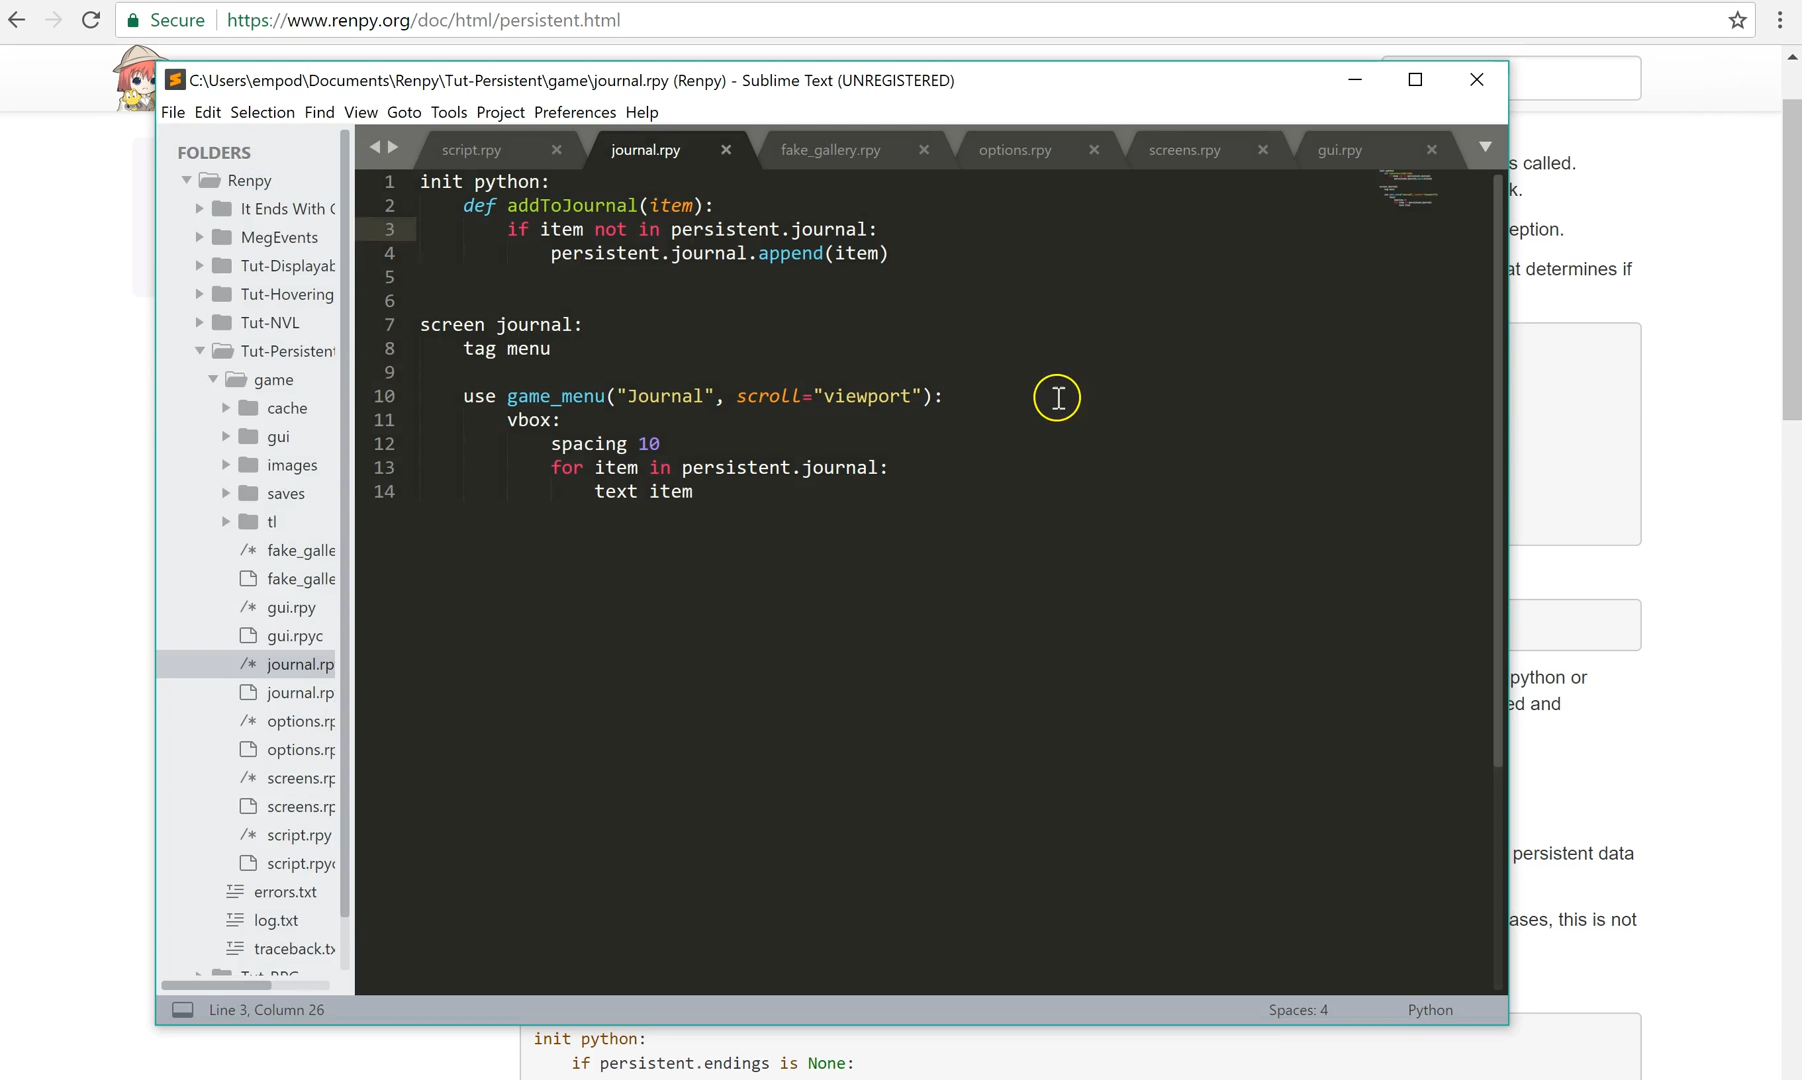 Secure https://www.renpy.org/doc/html/persistent.html
C:\Users\empod\Documents\Renpy\Tut-Persistent\game\journal.rpy (Renpy) - Sublime Text (UNREGISTERED)
File Edit Selection Find View Goto Tools Project Preferences Help
FOLDERS
Renpy
It Ends With
MegEvents
Tut-Displayab
Tut-Hovering
Tut-NVL
Tut-Persistent
game
cache
gui
images
saves
tl
/* fake_galle
fake_galle
/* gui.rpy
gui.rpyc
/* journal.rp
journal.rp
/* options.rp
options.rp
/* screens.rp
screens.rp
/* script.rpy
script.rpyc
errors.txt
log.txt
traceback.tx
script.rpy journal.rpy fake_gallery.rpy options.rpy screens.rpy gui.rpy
1 init python:
2 def addToJournal(item):
3 if item not in persistent.journal:
4 persistent.journal.append(item)
5
6
7 screen journal:
8 tag menu
9
10 use game_menu("Journal", scroll="viewport"):
11 vbox:
12 spacing 10
13 for item in persistent.journal:
14 text item
Line 3, Column 26 Spaces: 4 Python
s called.
k.
eption.
at determines if
python or
ed and
persistent data
ases, this is not
init python:
if persistent.endings is None: